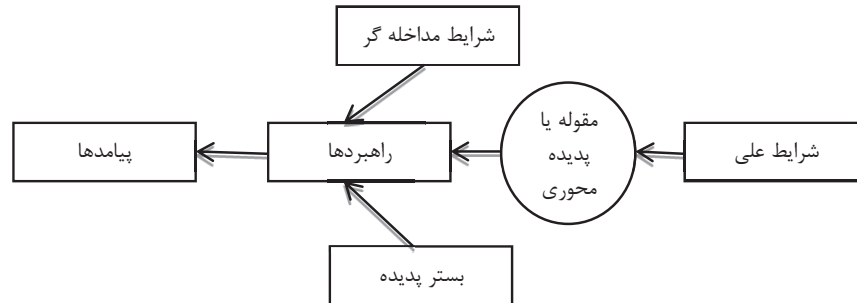 شرایط مداخله گر
شرایط علی
مقوله یا
پدیده
محوری
راهبردها
پیامدها
بستر پدیده